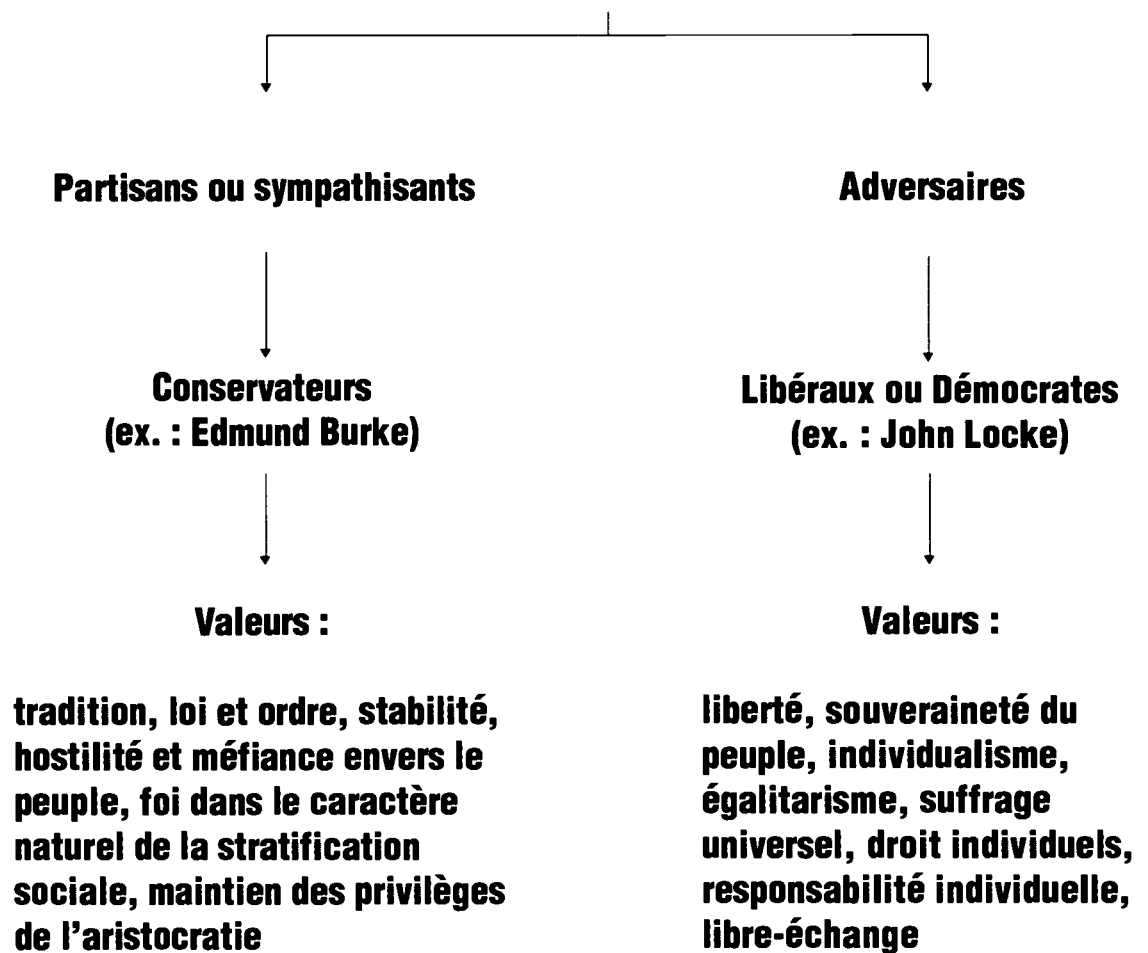 Partisans ou sympathisants
Adversaires
Conservateurs
(ex. : Edmund Burke)
Libéraux ou Démocrates
(ex. : John Locke)
Valeurs :
tradition, loi et ordre, stabilité,
hostilité et méfiance envers le
peuple, foi dans le caractère
naturel de la stratification
sociale, maintien des privilèges
de l'aristocratie
Valeurs :
liberté, souveraineté du
peuple, individualisme,
égalitarisme, suffrage
universel, droit individuels,
responsabilité individuelle,
libre-échange